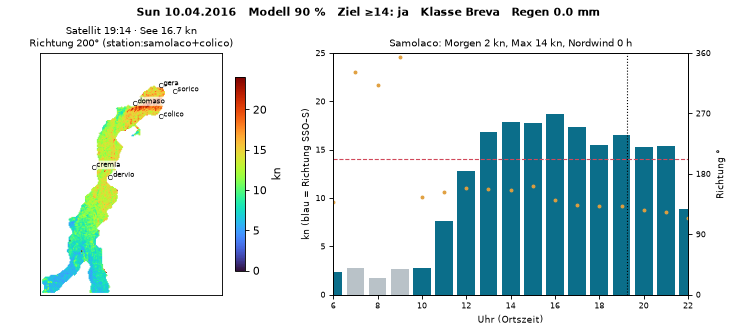 Sun 10.04.2016   Modell 90 %   Ziel ≥14: ja   Klasse Breva   Regen 0.0 mm
Satellit 19:14 · See 16.7 kn
Richtung 200° (station:samolaco+colico)
gera
sorico
domaso
colico
cremia
dervio
20
15
10
5
0
kn
Samolaco: Morgen 2 kn, Max 14 kn, Nordwind 0 h
25
20
15
10
5
0
kn (blau = Richtung SSO–S)
360
270
180
90
0
Richtung °
6 8 10 12 14 16 18 20 22
Uhr (Ortszeit)